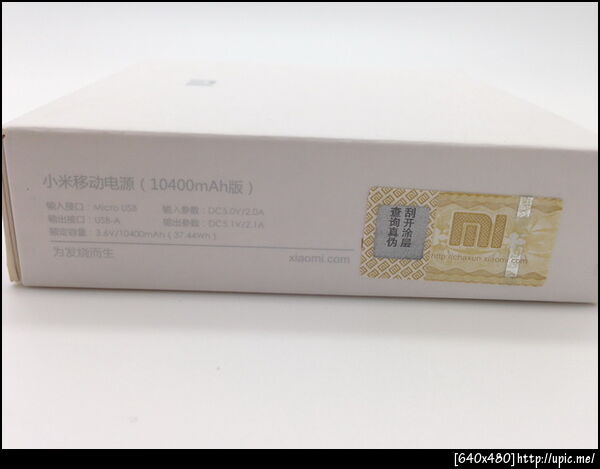 小米移动电源（10400mAh版）
输入接口：Micro USB 输入参数：DC5.0V/2.0A
输出接口：USB-A 输出参数：DC5.1V/2.1A
额定容量：3.6V/10400mAh（37.44Wh）
为发烧而生 xiaomi.com
刮开涂层
查询真伪
MI
http://chaxun.xiaomi.com
[640x480]http://upic.me/